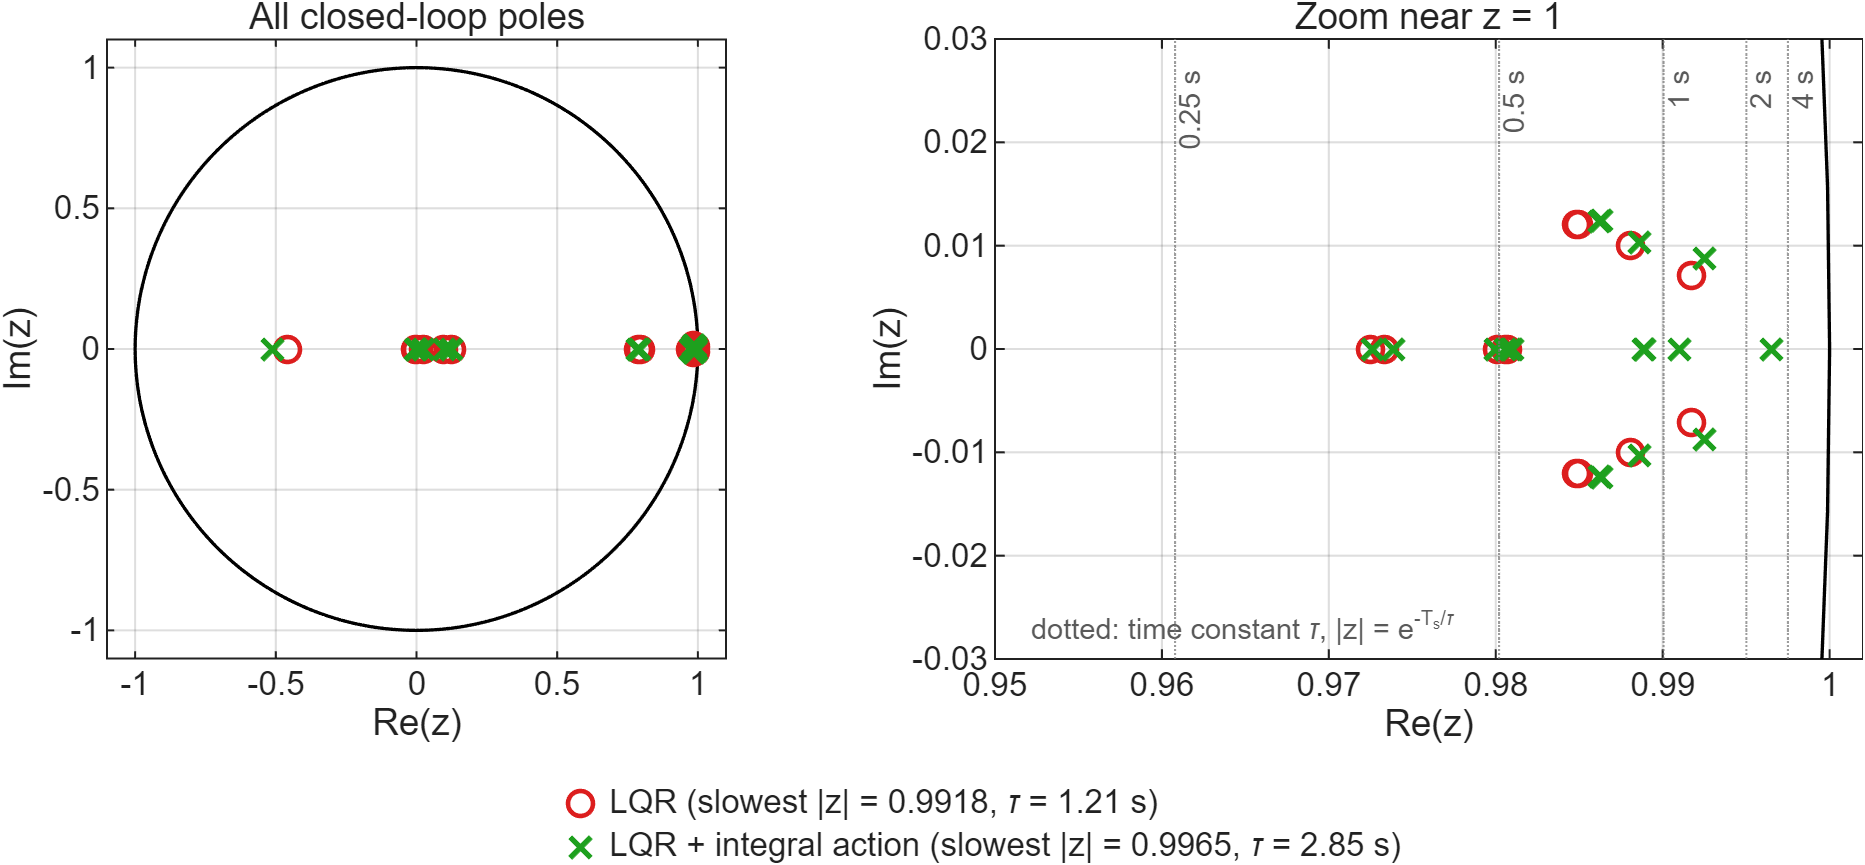 All closed-loop poles
1
0.5
0
-0.5
-1
-1
-0.5
0
0.5
1
Re(z)
Im(z)
Zoom near z = 1
0.03
0.02
0.01
0
-0.01
-0.02
-0.03
0.95
0.96
0.97
0.98
0.99
1
Re(z)
Im(z)
0.25 s
0.5 s
1 s
2 s
4 s
dotted: time constant τ, |z| = e^{-T_s/τ}
LQR (slowest |z| = 0.9918, τ = 1.21 s)
LQR + integral action (slowest |z| = 0.9965, τ = 2.85 s)